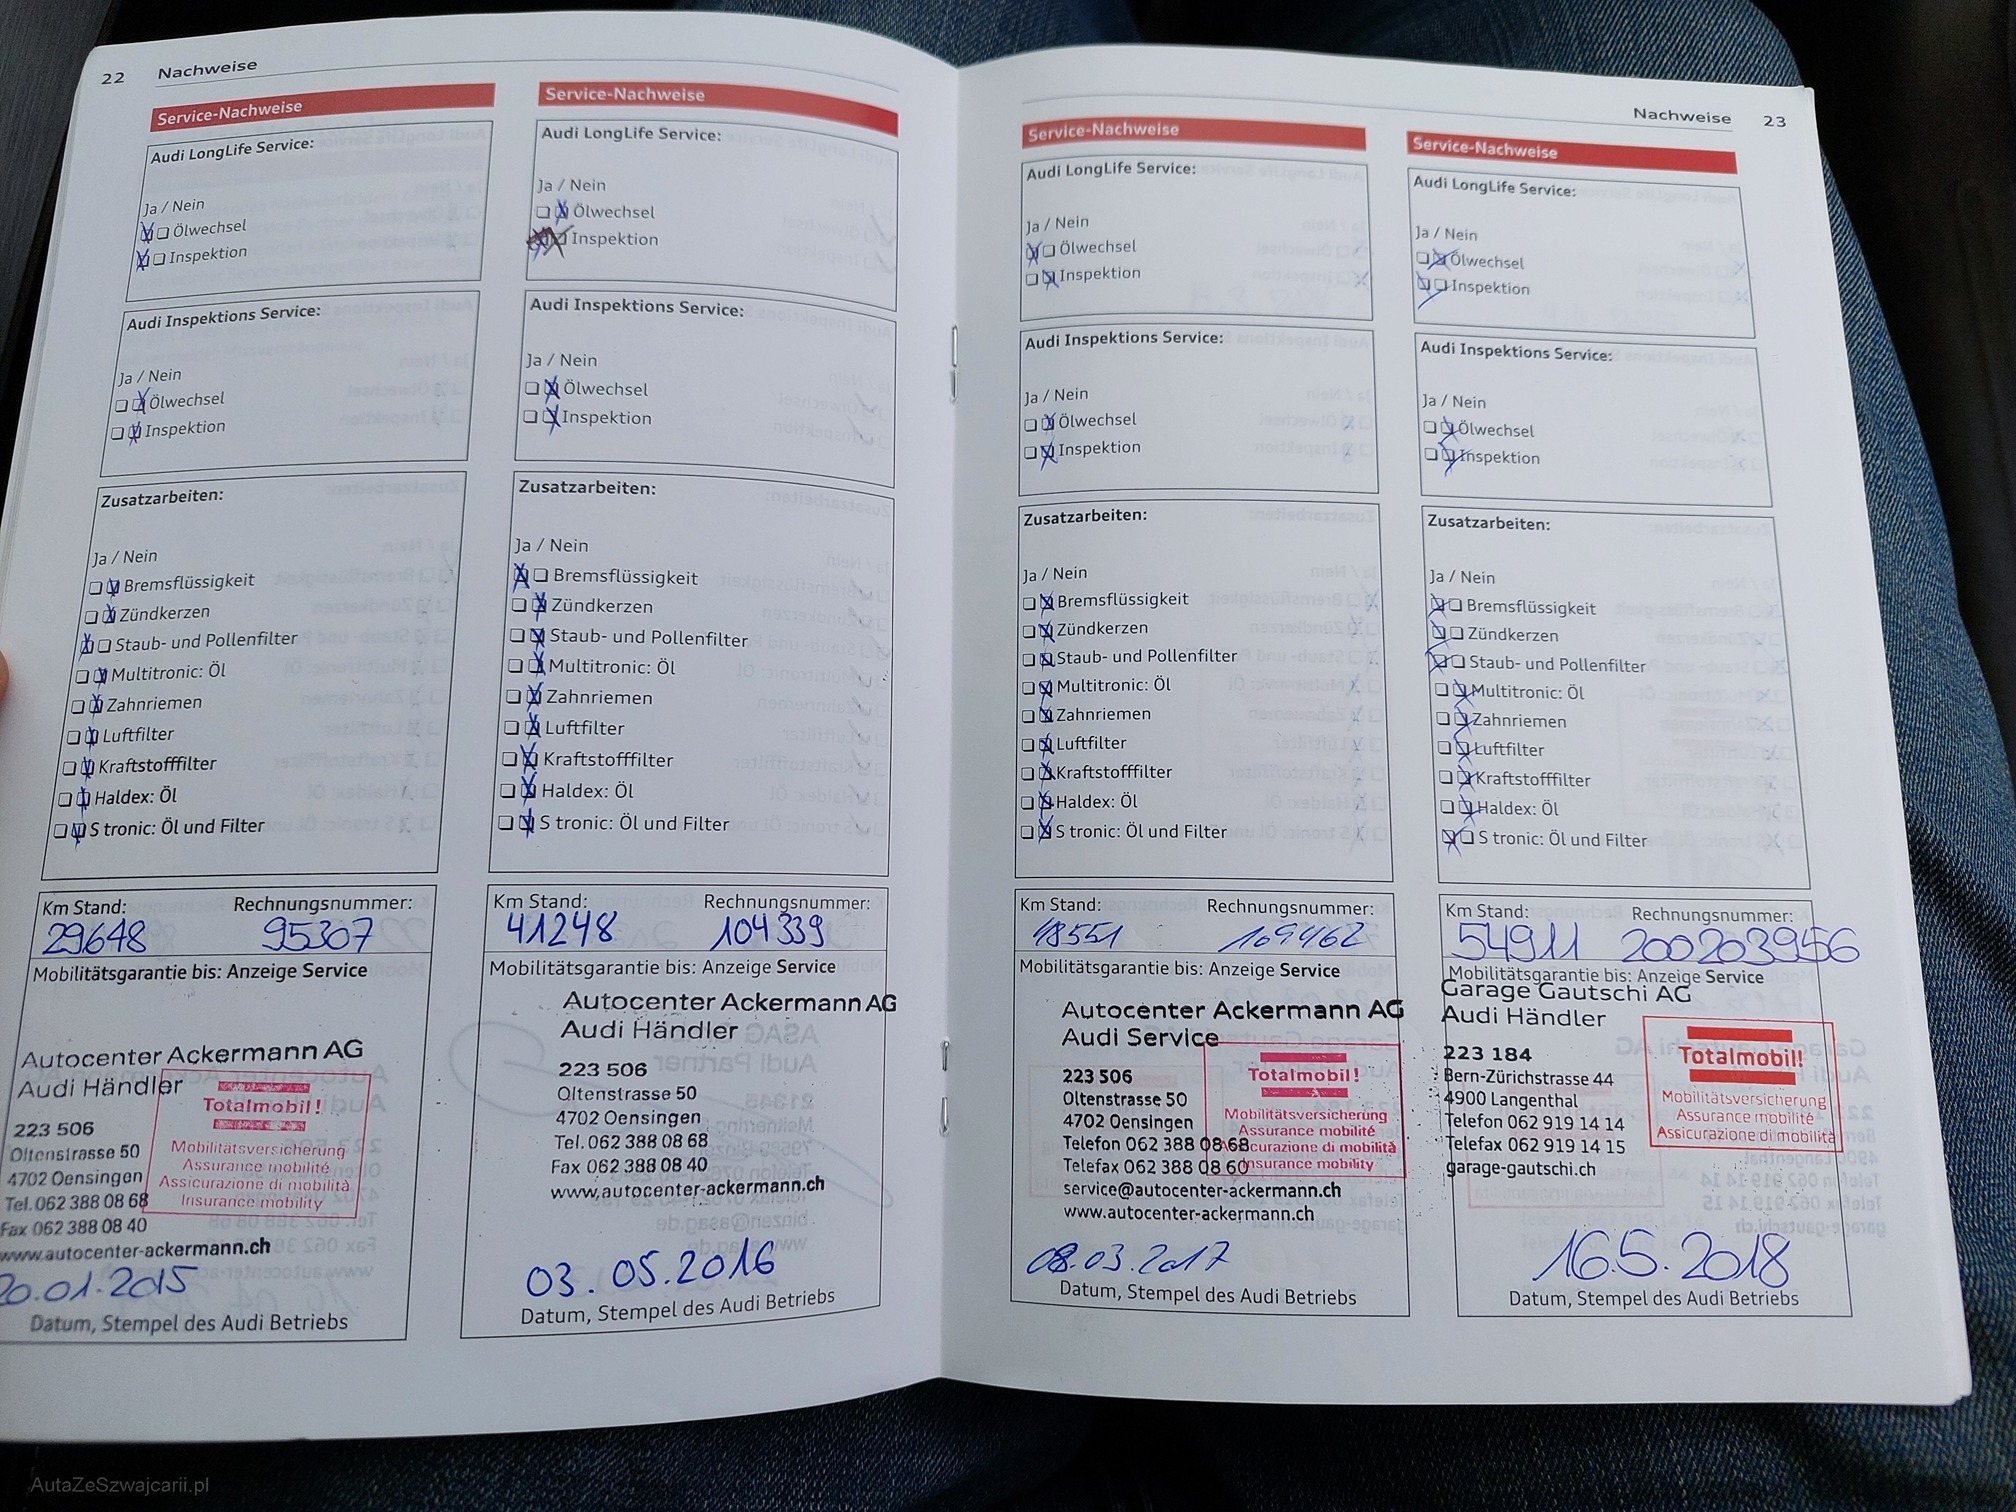 22 Nachweise
Service-Nachweise
Audi LongLife Service:
Ja / Nein
Ölwechsel
Inspektion
Audi Inspektions Service:
Ja / Nein
Ölwechsel
Inspektion
Zusatzarbeiten:
Ja / Nein
Bremsflüssigkeit
Zündkerzen
Staub- und Pollenfilter
Multitronic: Öl
Zahnriemen
Luftfilter
Kraftstofffilter
Haldex: Öl
S tronic: Öl und Filter
Km Stand: Rechnungsnummer:
29648 95307
Mobilitätsgarantie bis: Anzeige Service
Autocenter Ackermann AG
Audi Händler
223 506
Oltenstrasse 50
4702 Oensingen
Tel. 062 388 08 68
Fax 062 388 08 40
www.autocenter-ackermann.ch
Totalmobil!
Mobilitätsversicherung
Assurance mobilité
Assicurazione di mobilità
Insurance mobility
20.01.2015
Datum, Stempel des Audi Betriebs
Service-Nachweise
Audi LongLife Service:
Ja / Nein
Ölwechsel
Inspektion
Audi Inspektions Service:
Ja / Nein
Ölwechsel
Inspektion
Zusatzarbeiten:
Ja / Nein
Bremsflüssigkeit
Zündkerzen
Staub- und Pollenfilter
Multitronic: Öl
Zahnriemen
Luftfilter
Kraftstofffilter
Haldex: Öl
S tronic: Öl und Filter
Km Stand: Rechnungsnummer:
41248 104339
Mobilitätsgarantie bis: Anzeige Service
Autocenter Ackermann AG
Audi Händler
223 506
Oltenstrasse 50
4702 Oensingen
Tel. 062 388 08 68
Fax 062 388 08 40
www.autocenter-ackermann.ch
03.05.2016
Datum, Stempel des Audi Betriebs
Nachweise 23
Service-Nachweise
Audi LongLife Service:
Ja / Nein
Ölwechsel
Inspektion
Audi Inspektions Service:
Ja / Nein
Ölwechsel
Inspektion
Zusatzarbeiten:
Ja / Nein
Bremsflüssigkeit
Zündkerzen
Staub- und Pollenfilter
Multitronic: Öl
Zahnriemen
Luftfilter
Kraftstofffilter
Haldex: Öl
S tronic: Öl und Filter
Km Stand: Rechnungsnummer:
48551 109462
Mobilitätsgarantie bis: Anzeige Service
Autocenter Ackermann AG
Audi Service
223 506
Oltenstrasse 50
4702 Oensingen
Telefon 062 388 08 68
Telefax 062 388 08 60
service@autocenter-ackermann.ch
www.autocenter-ackermann.ch
Totalmobil!
Mobilitätsversicherung
Assurance mobilité
Assicurazione di mobilità
Insurance mobility
08.03.2017
Datum, Stempel des Audi Betriebs
Service-Nachweise
Audi LongLife Service:
Ja / Nein
Ölwechsel
Inspektion
Audi Inspektions Service:
Ja / Nein
Ölwechsel
Inspektion
Zusatzarbeiten:
Ja / Nein
Bremsflüssigkeit
Zündkerzen
Staub- und Pollenfilter
Multitronic: Öl
Zahnriemen
Luftfilter
Kraftstofffilter
Haldex: Öl
S tronic: Öl und Filter
Km Stand: Rechnungsnummer:
54911 200203956
Mobilitätsgarantie bis: Anzeige Service
Garage Gautschi AG
Audi Händler
223 184
Bern-Zürichstrasse 44
4900 Langenthal
Telefon 062 919 14 14
Telefax 062 919 14 15
garage-gautschi.ch
Totalmobil!
Mobilitätsversicherung
Assurance mobilité
Assicurazione di mobilità
16.5.2018
Datum, Stempel des Audi Betriebs
AutaZeSzwajcarii.pl